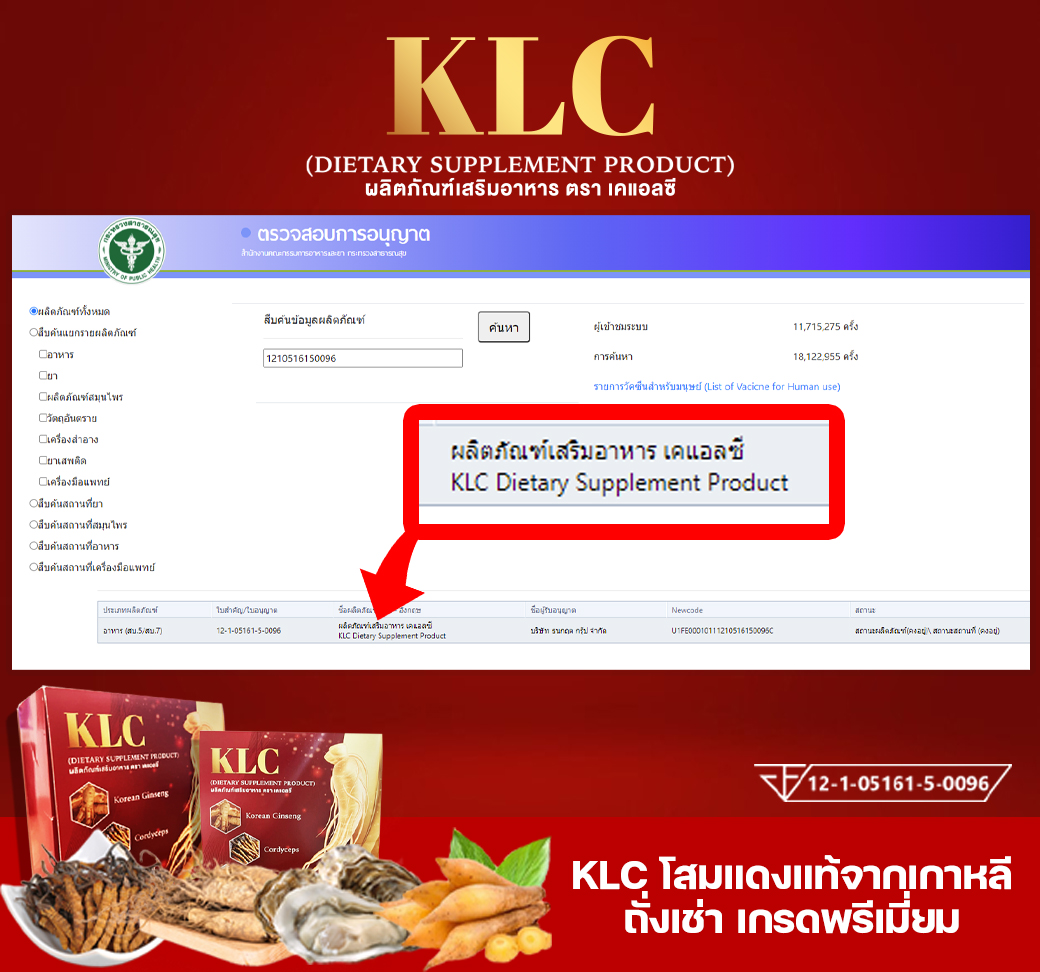 KLC
(DIETARY SUPPLEMENT PRODUCT)
ผลิตภัณฑ์เสริมอาหาร ตรา เคแอลซี
กระทรวงสาธารณสุข
MINISTRY OF PUBLIC HEALTH
ตรวจสอบการอนุญาต
สำนักงานคณะกรรมการอาหารและยา กระทรวงสาธารณสุข
ผลิตภัณฑ์ทั้งหมด
สืบค้นแยกรายผลิตภัณฑ์
อาหาร
ยา
ผลิตภัณฑ์สมุนไพร
วัตถุอันตราย
เครื่องสำอาง
ยาเสพติด
เครื่องมือแพทย์
สืบค้นสถานที่ยา
สืบค้นสถานที่สมุนไพร
สืบค้นสถานที่อาหาร
สืบค้นสถานที่เครื่องมือแพทย์
สืบค้นข้อมูลผลิตภัณฑ์
ค้นหา
1210516150096
ผู้เข้าชมระบบ 11,715,275 ครั้ง
การค้นหา 18,122,955 ครั้ง
รายการวัคซีนสำหรับมนุษย์ (List of Vacicne for Human use)
ผลิตภัณฑ์เสริมอาหาร เคแอลซี
KLC Dietary Supplement Product
ประเภทผลิตภัณฑ์ ใบสำคัญ/ใบอนุญาต อังกฤษ ชื่อผู้รับอนุญาต Newcode สถานะ
อาหาร (สบ.5/สบ.7) 12-1-05161-5-0096 ผลิตภัณฑ์เสริมอาหาร เคแอลซี บริษัท ธนกฤต กรุ๊ป จำกัด U1FE00010111210516150096C สถานะผลิตภัณฑ์(คงอยู่)\ สถานะสถานที่ (คงอยู่)
KLC Dietary Supplement Product
KLC
(DIETARY SUPPLEMENT PRODUCT)
ผลิตภัณฑ์เสริมอาหาร ตรา เคแอลซี
Korean Ginseng
Cordyceps
KLC
(DIETARY SUPPLEMENT PRODUCT)
ผลิตภัณฑ์เสริมอาหาร ตรา เคแอลซี
Korean Ginseng
Cordyceps
12-1-05161-5-0096
KLC โสมแดงแท้จากเกาหลี
ถั่งเช่า เกรดพรีเมี่ยม